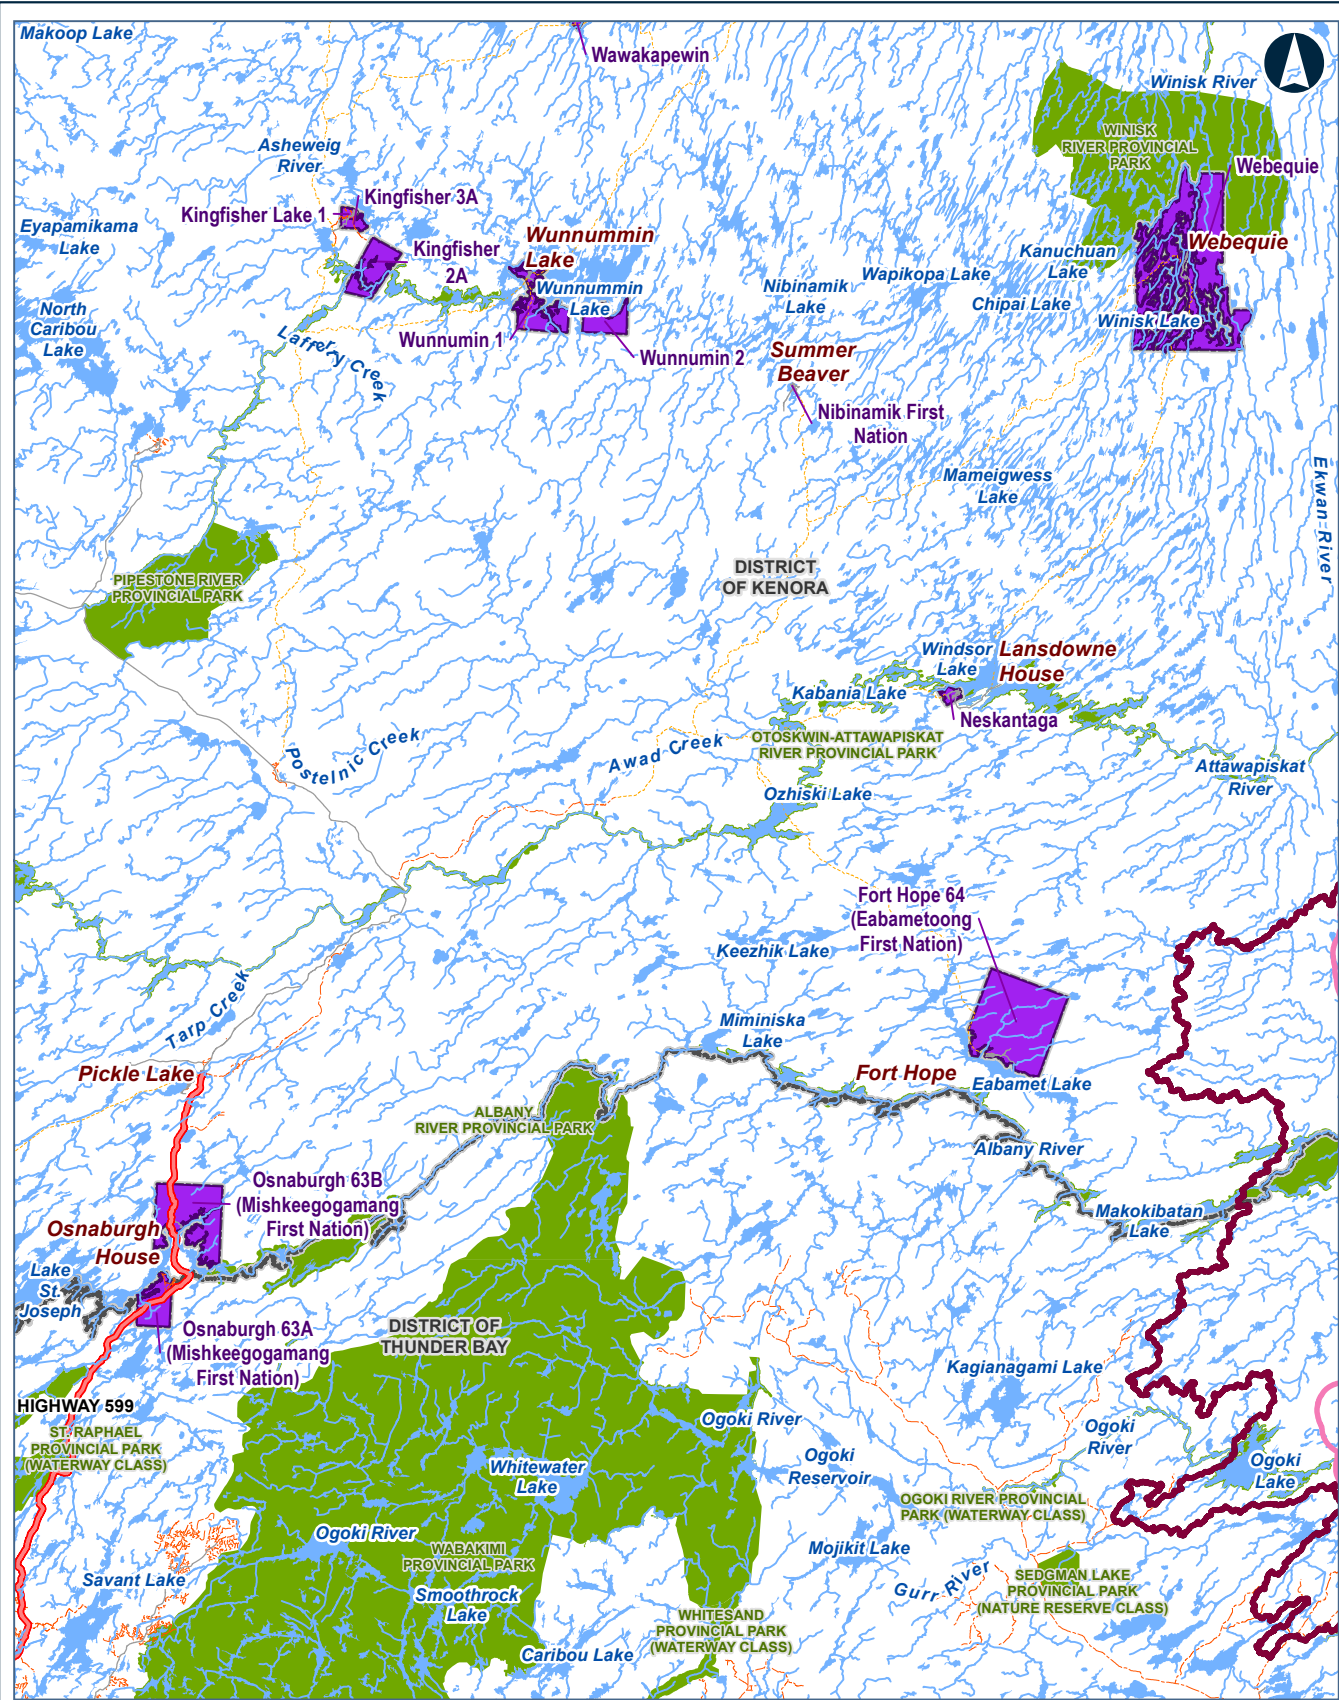 Makoop Lake
Wawakapewin
Winisk River
WINISK
RIVER PROVINCIAL
PARK
Webequie
Asheweig
River
Kingfisher 3A
Kingfisher Lake 1
Eyapamikama
Lake
Kingfisher
2A
Wunnummin
Lake
Wunnummin
Lake
Webequie
Kanuchuan
Lake
Wapikopa Lake
Nibinamik
Lake
Chipai Lake
Winisk Lake
North
Caribou
Lake
Lafferty Creek
Wunnumin 1
Wunnumin 2
Summer
Beaver
Nibinamik First
Nation
Mameigwess
Lake
Ekwan River
PIPESTONE RIVER
PROVINCIAL PARK
DISTRICT
OF KENORA
Windsor
Lake
Lansdowne
House
Kabania Lake
Neskantaga
OTOSKWIN-ATTAWAPISKAT
RIVER PROVINCIAL PARK
Postelnic Creek
Awad Creek
Attawapiskat
River
Ozhiski Lake
Fort Hope 64
(Eabametoong
First Nation)
Keezhik Lake
Tarp Creek
Miminiska
Lake
Pickle Lake
Fort Hope
Eabamet Lake
ALBANY
RIVER PROVINCIAL PARK
Albany River
Osnaburgh 63B
(Mishkeegogamang
First Nation)
Makokibatan
Lake
Osnaburgh
House
Lake
St.
Joseph
Osnaburgh 63A
(Mishkeegogamang
First Nation)
DISTRICT OF
THUNDER BAY
Kagianagami Lake
HIGHWAY 599
ST. RAPHAEL
PROVINCIAL PARK
(WATERWAY CLASS)
Ogoki River
Ogoki
River
Ogoki
Reservoir
Ogoki
Lake
Whitewater
Lake
OGOKI RIVER PROVINCIAL
PARK (WATERWAY CLASS)
Ogoki River
WABAKIMI
PROVINCIAL PARK
Mojikit Lake
Gurr River
Savant Lake
Smoothrock
Lake
SEDGMAN LAKE
PROVINCIAL PARK
(NATURE RESERVE CLASS)
WHITESAND
PROVINCIAL PARK
(WATERWAY CLASS)
Caribou Lake